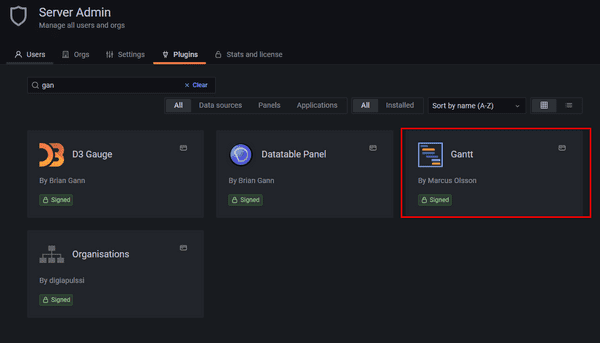 Server Admin
Manage all users and orgs
Users Orgs Settings Plugins Stats and license
gan Clear
All Data sources Panels Applications All Installed Sort by name (A-Z)
D3 D3 Gauge
By Brian Gann
Signed
Datatable Panel
By Brian Gann
Signed
Gantt
By Marcus Olsson
Signed
Organisations
By digiapulssi
Signed